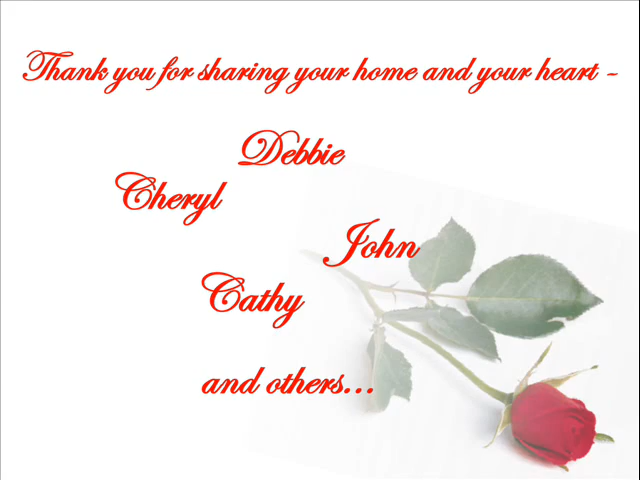 Thank you for sharing your home and your heart -
Debbie
Cheryl
John
Cathy
and others...